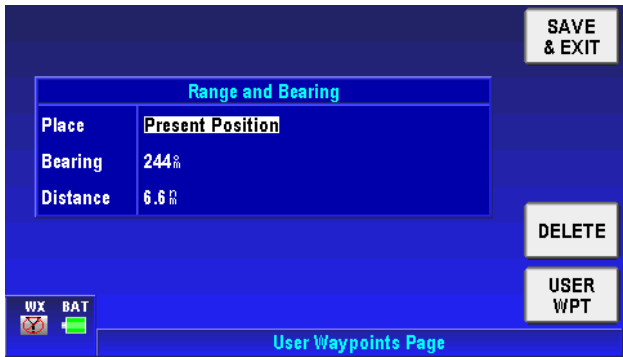 SAVE
& EXIT
Range and Bearing
Place Present Position
Bearing 244°m
Distance 6.6nm
DELETE
USER
WPT
WX BAT
User Waypoints Page